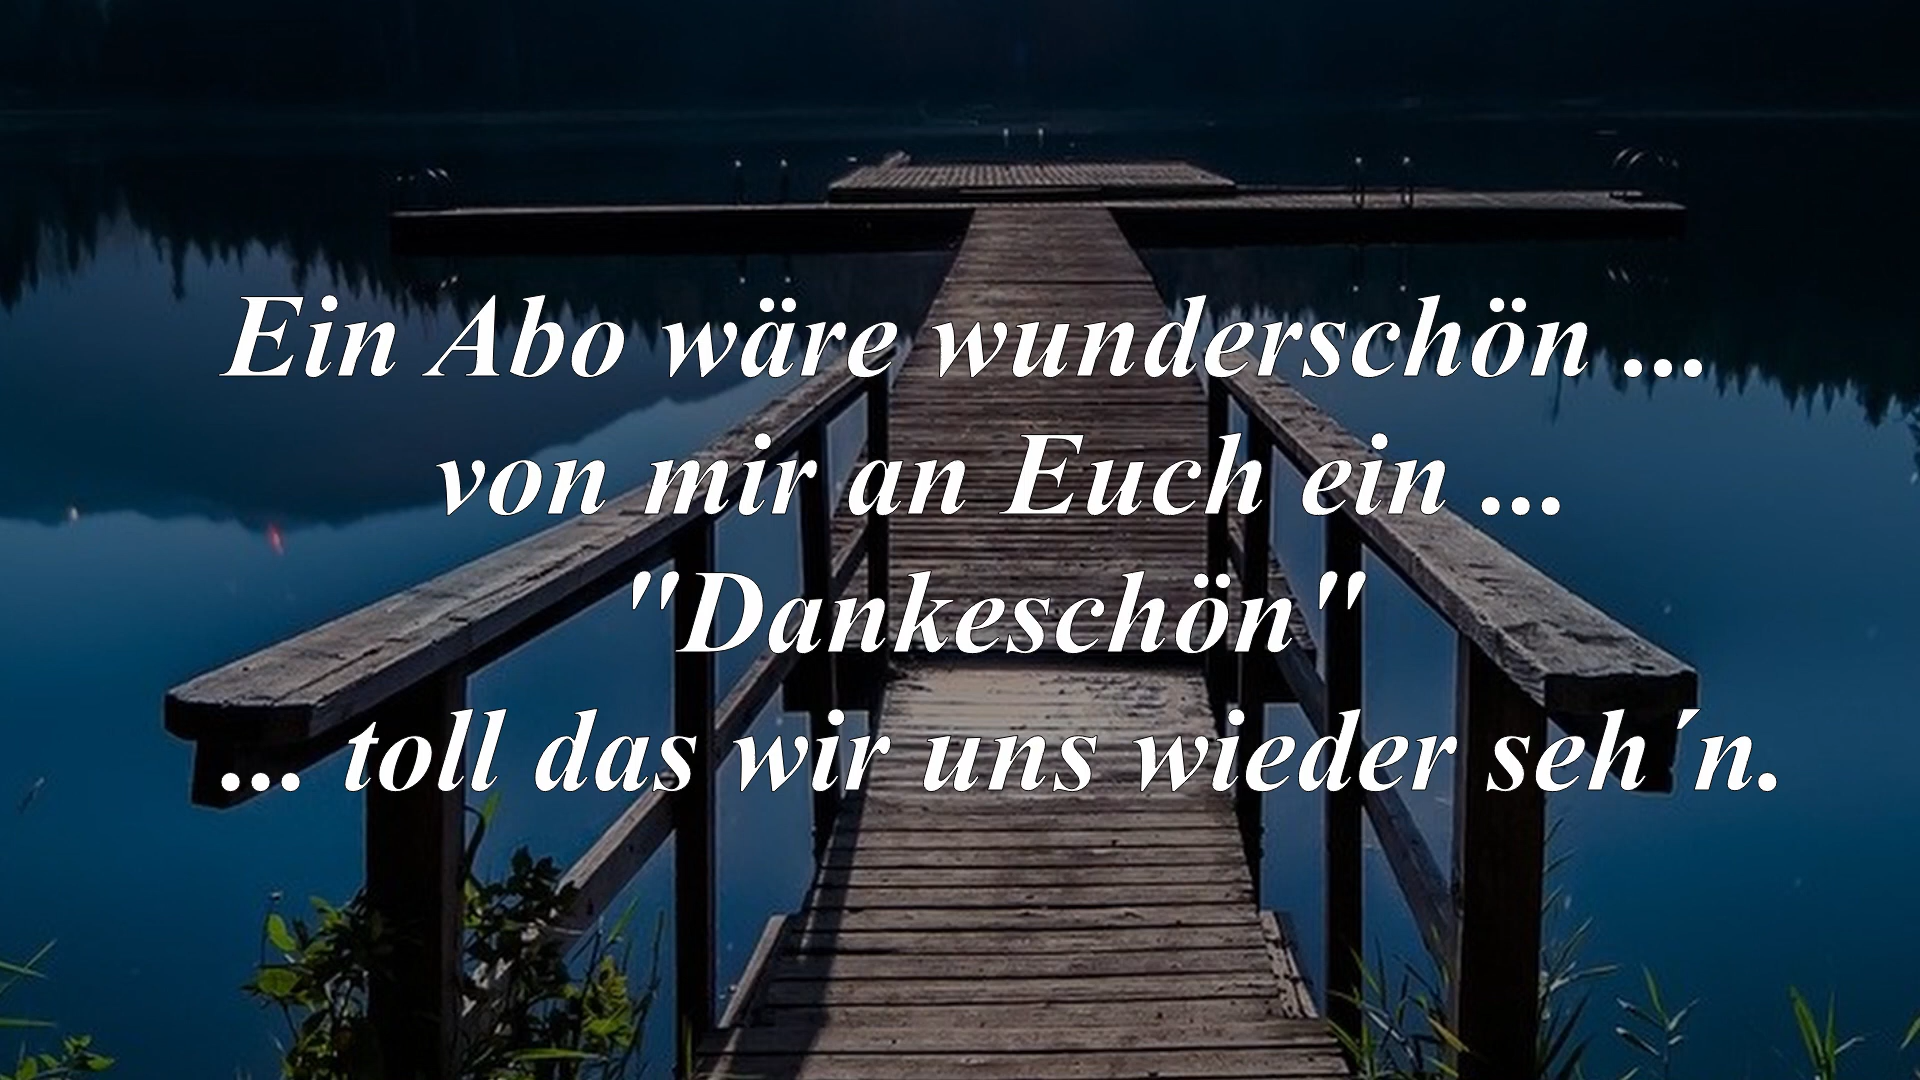 Ein Abo wäre wunderschön ...
von mir an Euch ein ...
"Dankeschön"
... toll das wir uns wieder seh´n.